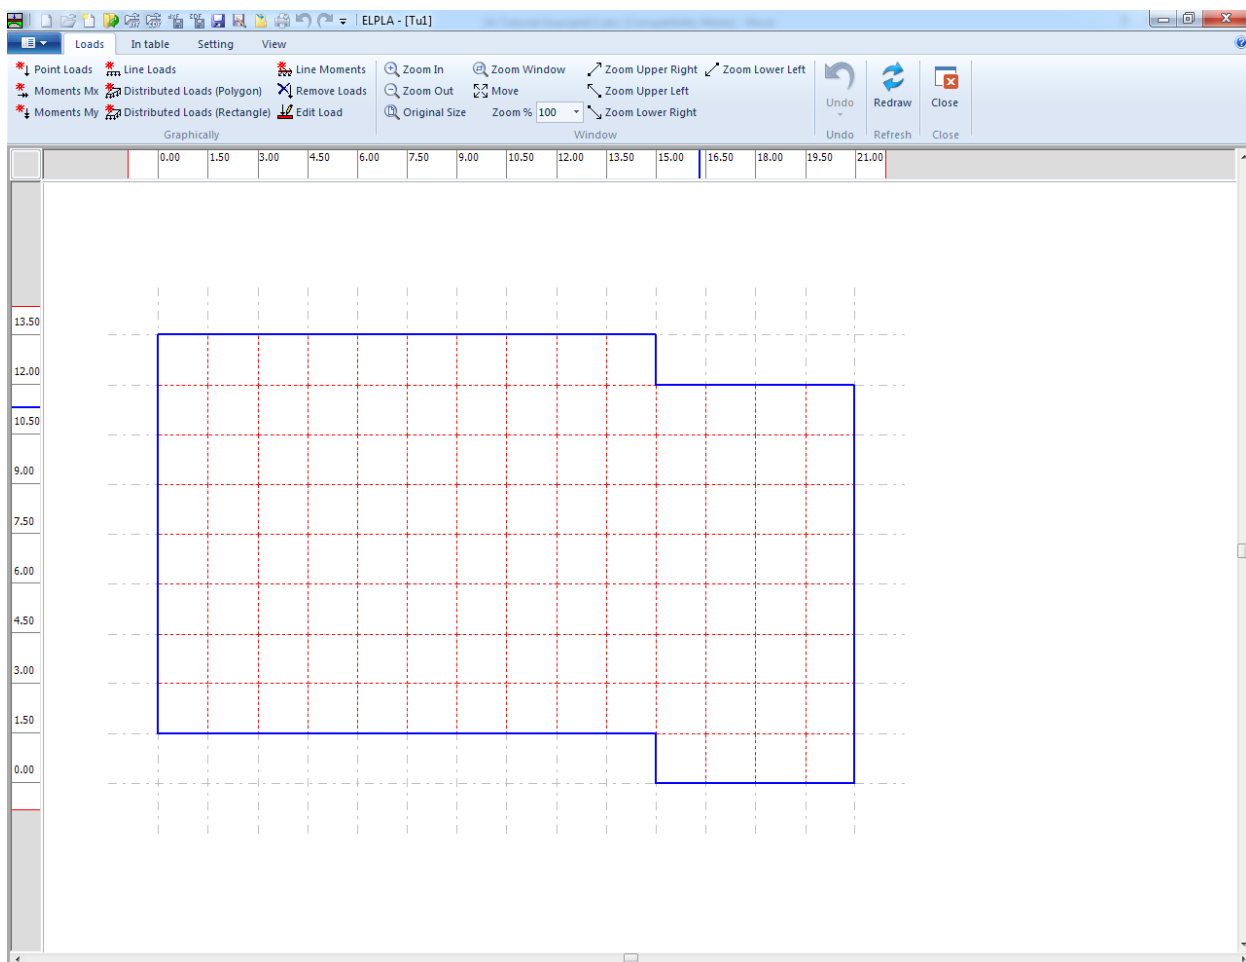 ELPLA - [Tu1]
Loads In table Setting View
Point Loads Line Loads Line Moments Zoom In Zoom Window Zoom Upper Right Zoom Lower Left
Moments Mx Distributed Loads (Polygon) Remove Loads Zoom Out Move Zoom Upper Left Undo Redraw Close
Moments My Distributed Loads (Rectangle) Edit Load Original Size Zoom % 100 Zoom Lower Right
Graphically Window Undo Refresh Close
0.00 1.50 3.00 4.50 6.00 7.50 9.00 10.50 12.00 13.50 15.00 16.50 18.00 19.50 21.00
13.50
12.00
10.50
9.00
7.50
6.00
4.50
3.00
1.50
0.00